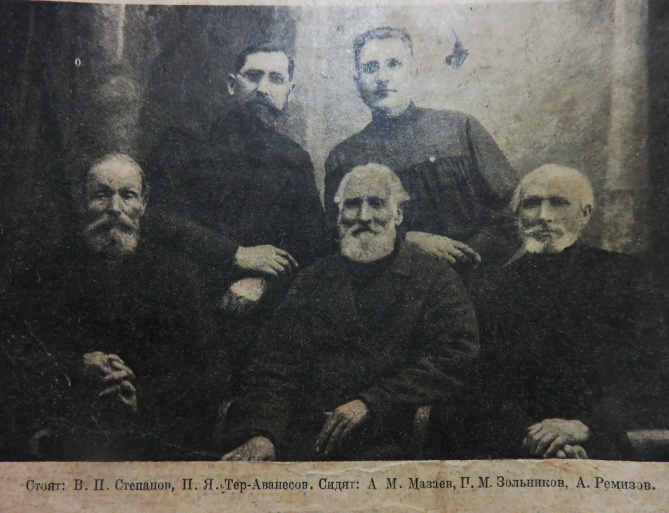 Стоят: В. П. Степанов, П. Я. Тер-Аванесов. Сидят: А М. Мазаев, Г. М. Зольников, А. Ремизов.